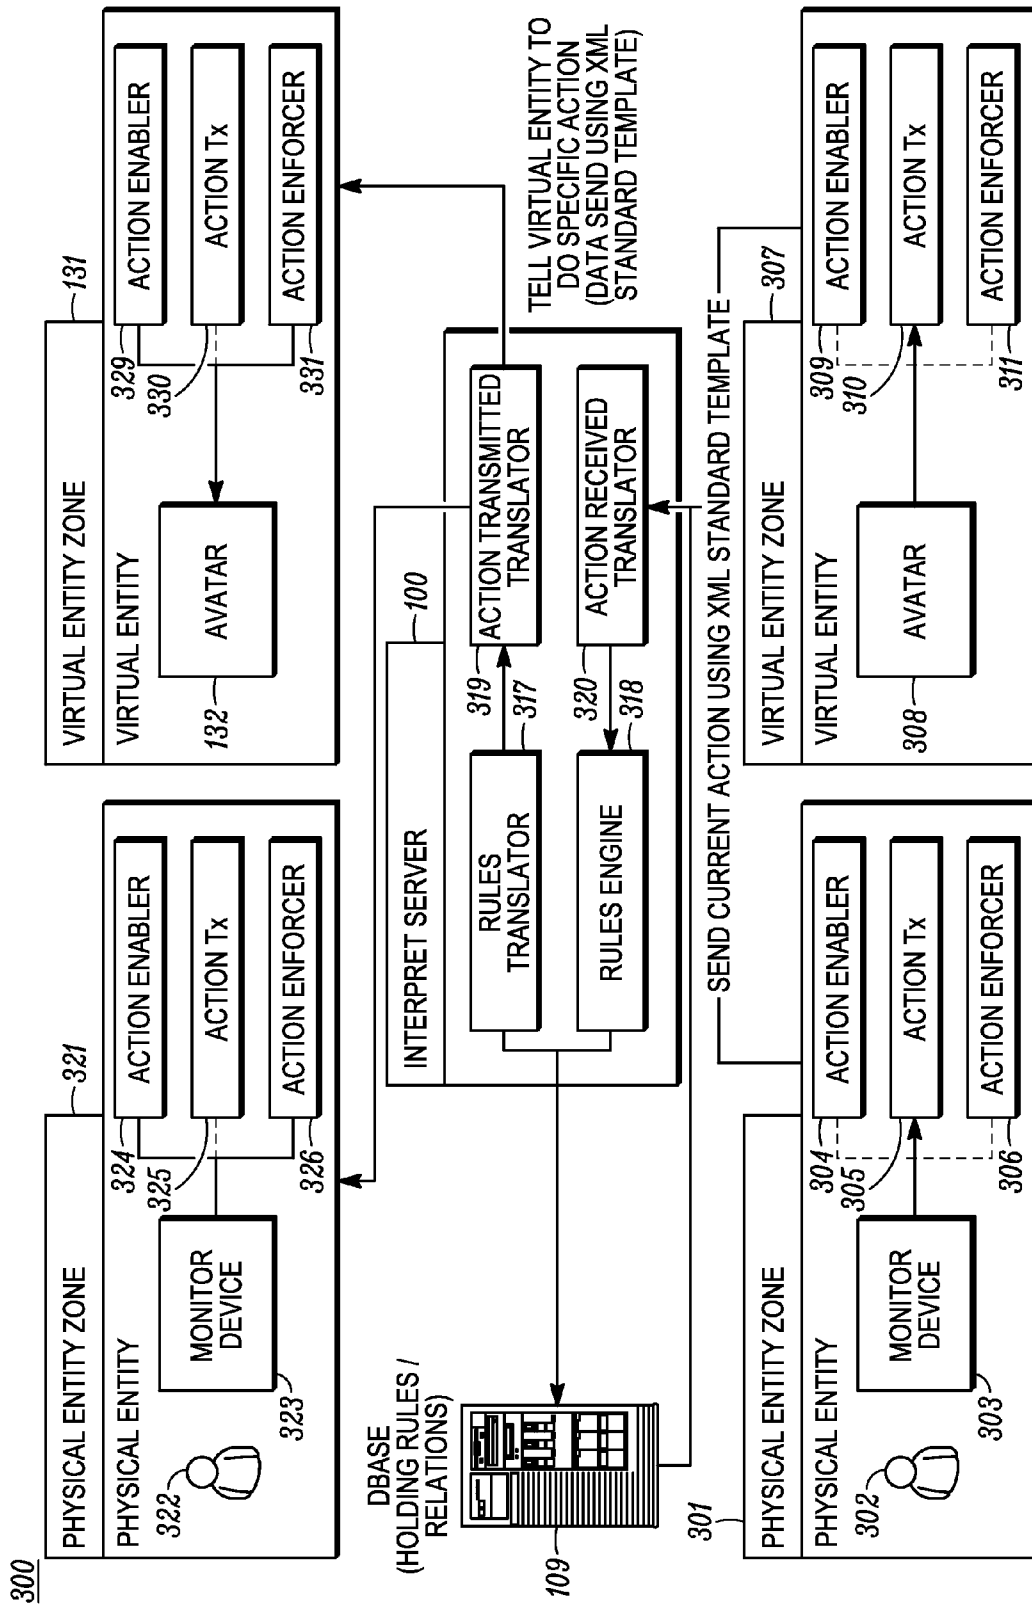 300
PHYSICAL ENTITY ZONE
321
PHYSICAL ENTITY
322
MONITOR
DEVICE
323
324
ACTION ENABLER
325
ACTION Tx
326
ACTION ENFORCER
VIRTUAL ENTITY ZONE
131
VIRTUAL ENTITY
AVATAR
132
329
ACTION ENABLER
330
ACTION Tx
331
ACTION ENFORCER
DBASE
(HOLDING RULES /
RELATIONS)
109
INTERPRET SERVER
100
RULES
TRANSLATOR
317
319
ACTION TRANSMITTED
TRANSLATOR
RULES ENGINE
318
320
ACTION RECEIVED
TRANSLATOR
TELL VIRTUAL ENTITY TO
DO SPECIFIC ACTION
(DATA SEND USING XML
STANDARD TEMPLATE)
SEND CURRENT ACTION USING XML STANDARD TEMPLATE
301
PHYSICAL ENTITY ZONE
PHYSICAL ENTITY
302
MONITOR
DEVICE
303
304
ACTION ENABLER
305
ACTION Tx
306
ACTION ENFORCER
VIRTUAL ENTITY ZONE
307
VIRTUAL ENTITY
AVATAR
308
309
ACTION ENABLER
310
ACTION Tx
311
ACTION ENFORCER